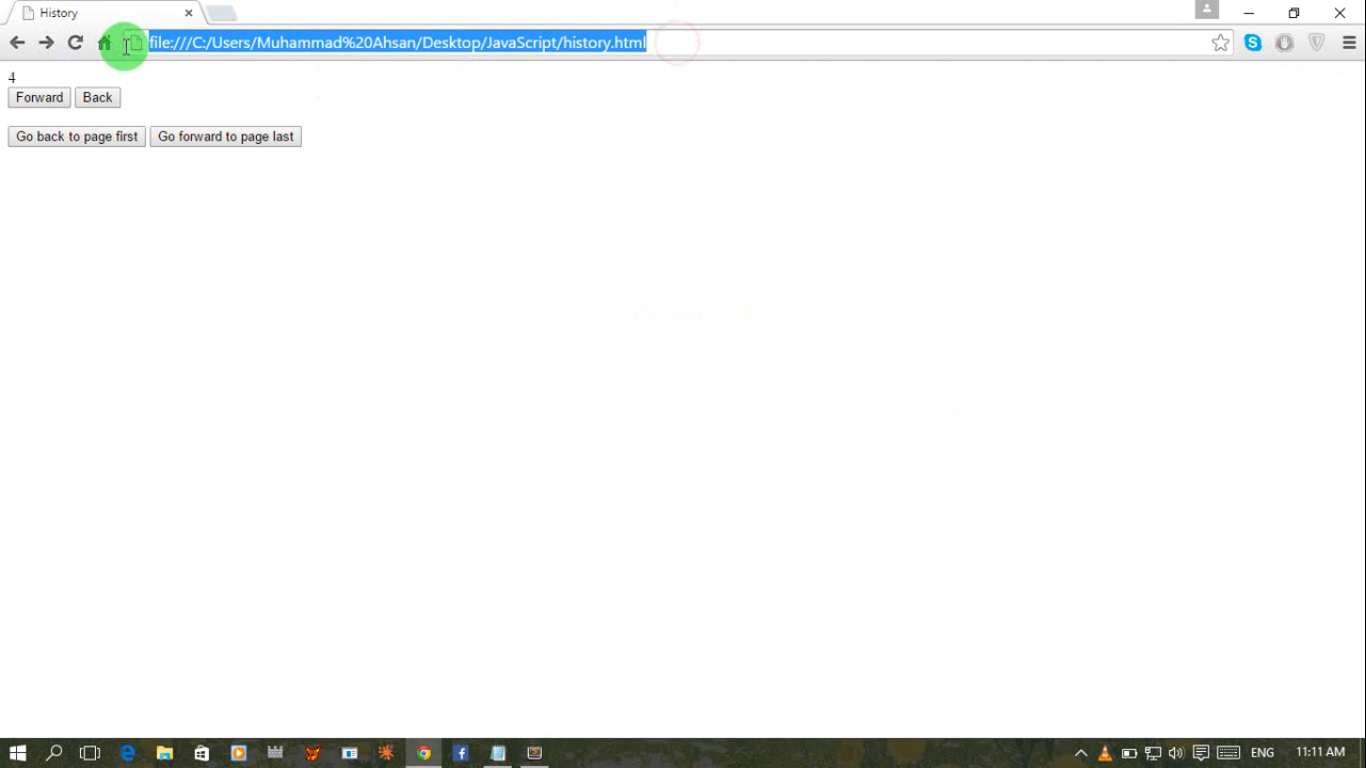 History
file:///C:/Users/Muhammad%20Ahsan/Desktop/JavaScript/history.html
4
Forward Back
Go back to page first Go forward to page last
ENG 11:11 AM